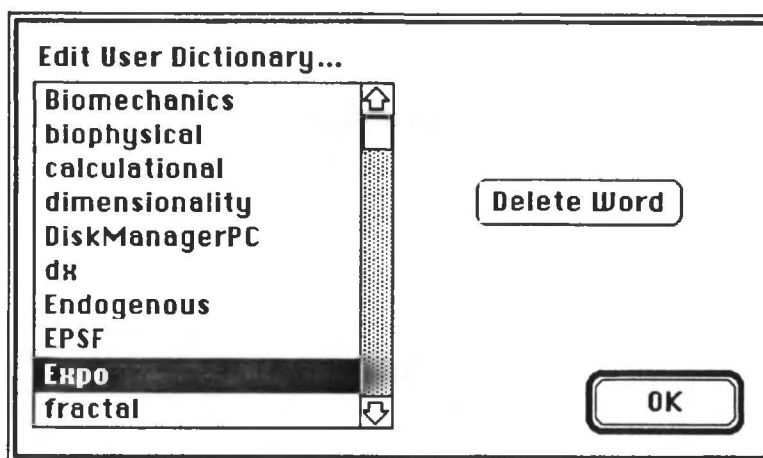 Edit User Dictionary...
Biomechanics
biophysical
calculational
dimensionality
DiskManagerPC
dx
Endogenous
EPSF
Expo
fractal
Delete Word
OK